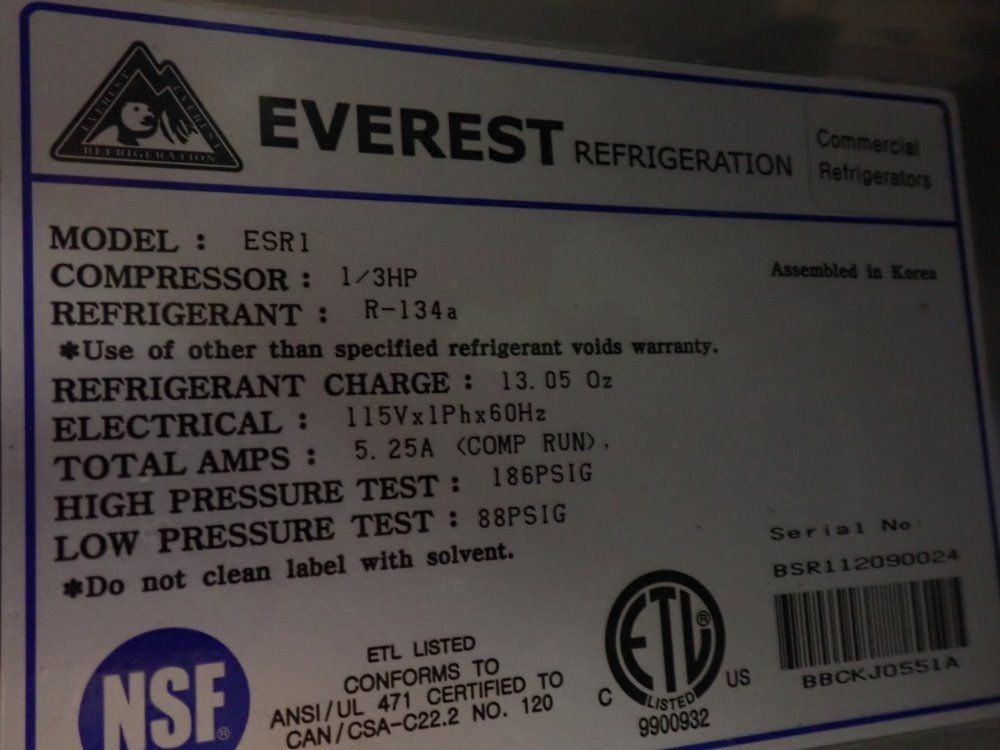 EVEREST EVEREST
REFRIGERATION
EVEREST REFRIGERATION
Commercial
Refrigerators
MODEL : ESR1
COMPRESSOR : 1/3HP
Assembled in Korea
REFRIGERANT : R-134a
*Use of other than specified refrigerant voids warranty.
REFRIGERANT CHARGE : 13.05 Oz
ELECTRICAL : 115Vx1Phx60Hz
TOTAL AMPS : 5.25A (COMP RUN).
HIGH PRESSURE TEST : 186PSIG
LOW PRESSURE TEST : 88PSIG
*Do not clean label with solvent.
Serial No:
BSR112090024
BBCKJ0551A
NSF®
ETL LISTED
CONFORMS TO
ANSI/UL 471 CERTIFIED TO
CAN/CSA-C22.2 NO. 120
ETL®
C LISTED US
9900932